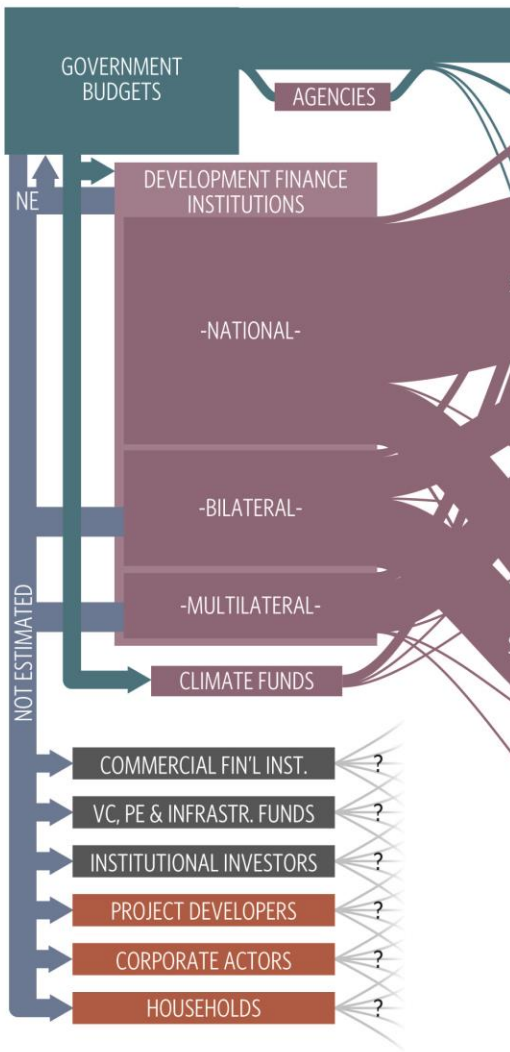 GOVERNMENT
BUDGETS
AGENCIES
NE
DEVELOPMENT FINANCE
INSTITUTIONS
-NATIONAL-
-BILATERAL-
-MULTILATERAL-
NOT ESTIMATED
CLIMATE FUNDS
COMMERCIAL FIN'L INST.
?
VC, PE & INFRASTR. FUNDS
?
INSTITUTIONAL INVESTORS
?
PROJECT DEVELOPERS
?
CORPORATE ACTORS
?
HOUSEHOLDS
?